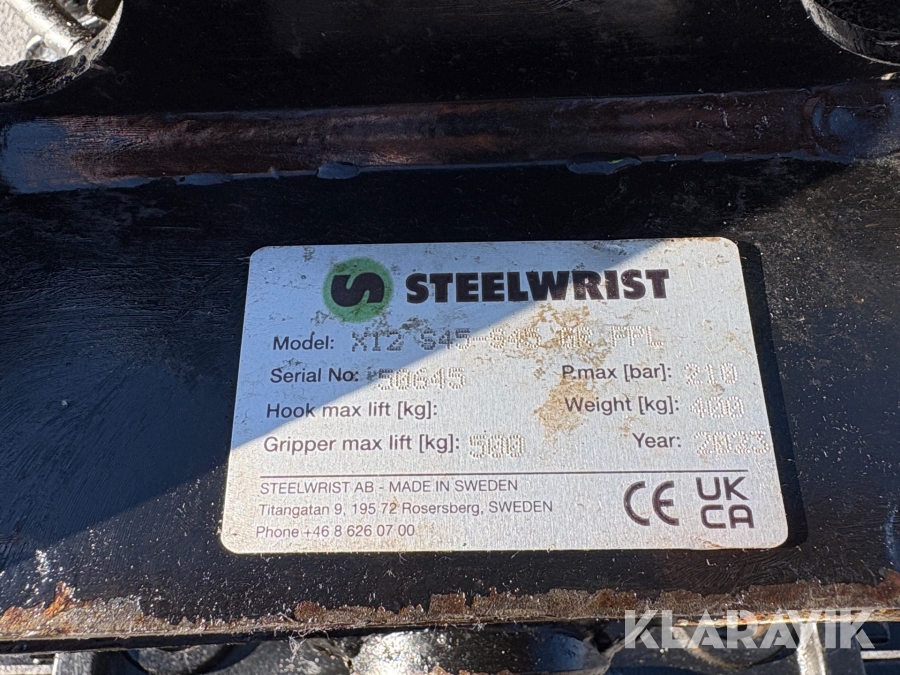 STEELWRIST
Model: X12 S45-S45 PPL
Serial No: 50645
P.max [bar]: 210
Hook max lift [kg]:
Weight [kg]: 400
Gripper max lift [kg]: 500
Year: 2023
STEELWRIST AB - MADE IN SWEDEN
Titangatan 9, 195 72 Rosersberg, SWEDEN
Phone +46 8 626 07 00
CE
UK
CA
KLARAVIK